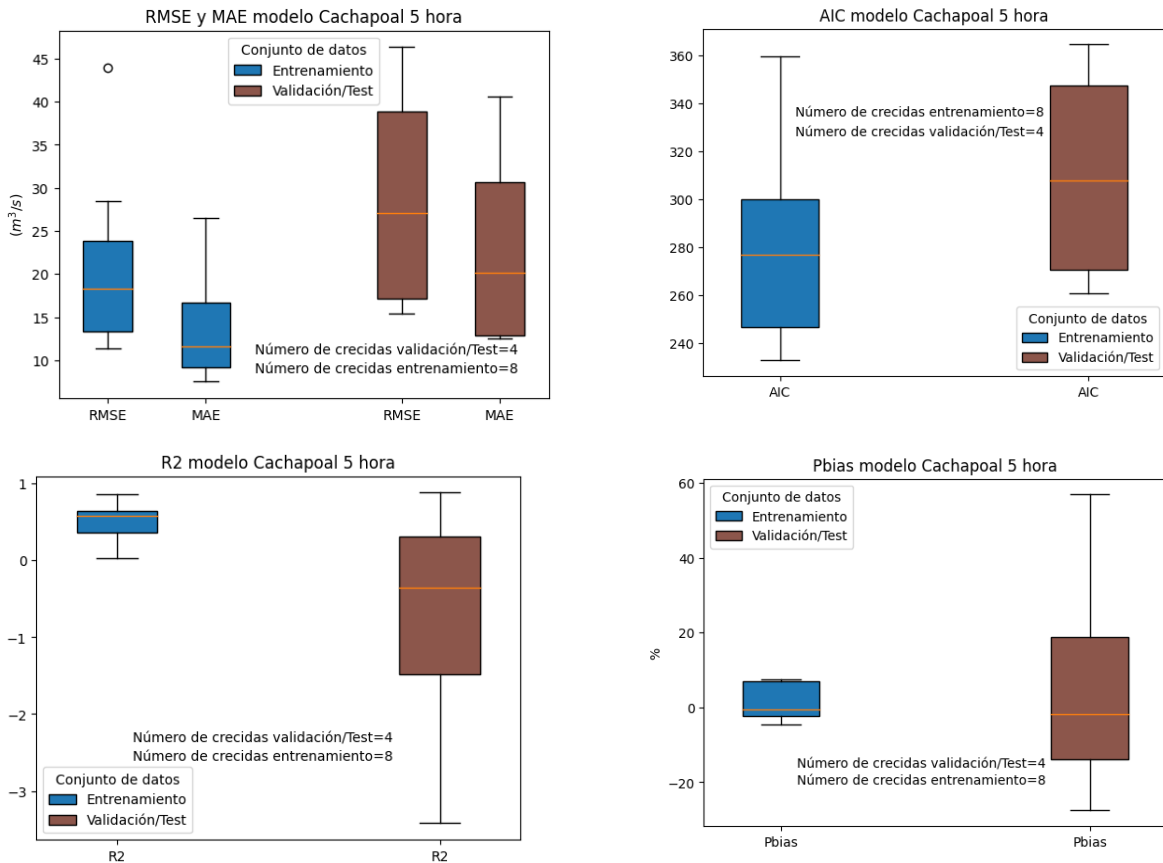 RMSE y MAE modelo Cachapoal 5 hora
45
40
35
30
25
20
15
10
(m³/s)
Conjunto de datos
Entrenamiento
Validación/Test
Número de crecidas validación/Test=4
Número de crecidas entrenamiento=8
RMSE
MAE
RMSE
MAE
AIC modelo Cachapoal 5 hora
360
340
320
300
280
260
240
Número de crecidas entrenamiento=8
Número de crecidas validación/Test=4
Conjunto de datos
Entrenamiento
Validación/Test
AIC
AIC
R2 modelo Cachapoal 5 hora
1
0
−1
−2
−3
Número de crecidas validación/Test=4
Número de crecidas entrenamiento=8
Conjunto de datos
Entrenamiento
Validación/Test
R2
R2
Pbias modelo Cachapoal 5 hora
60
40
20
0
−20
%
Conjunto de datos
Entrenamiento
Validación/Test
Número de crecidas validación/Test=4
Número de crecidas entrenamiento=8
Pbias
Pbias